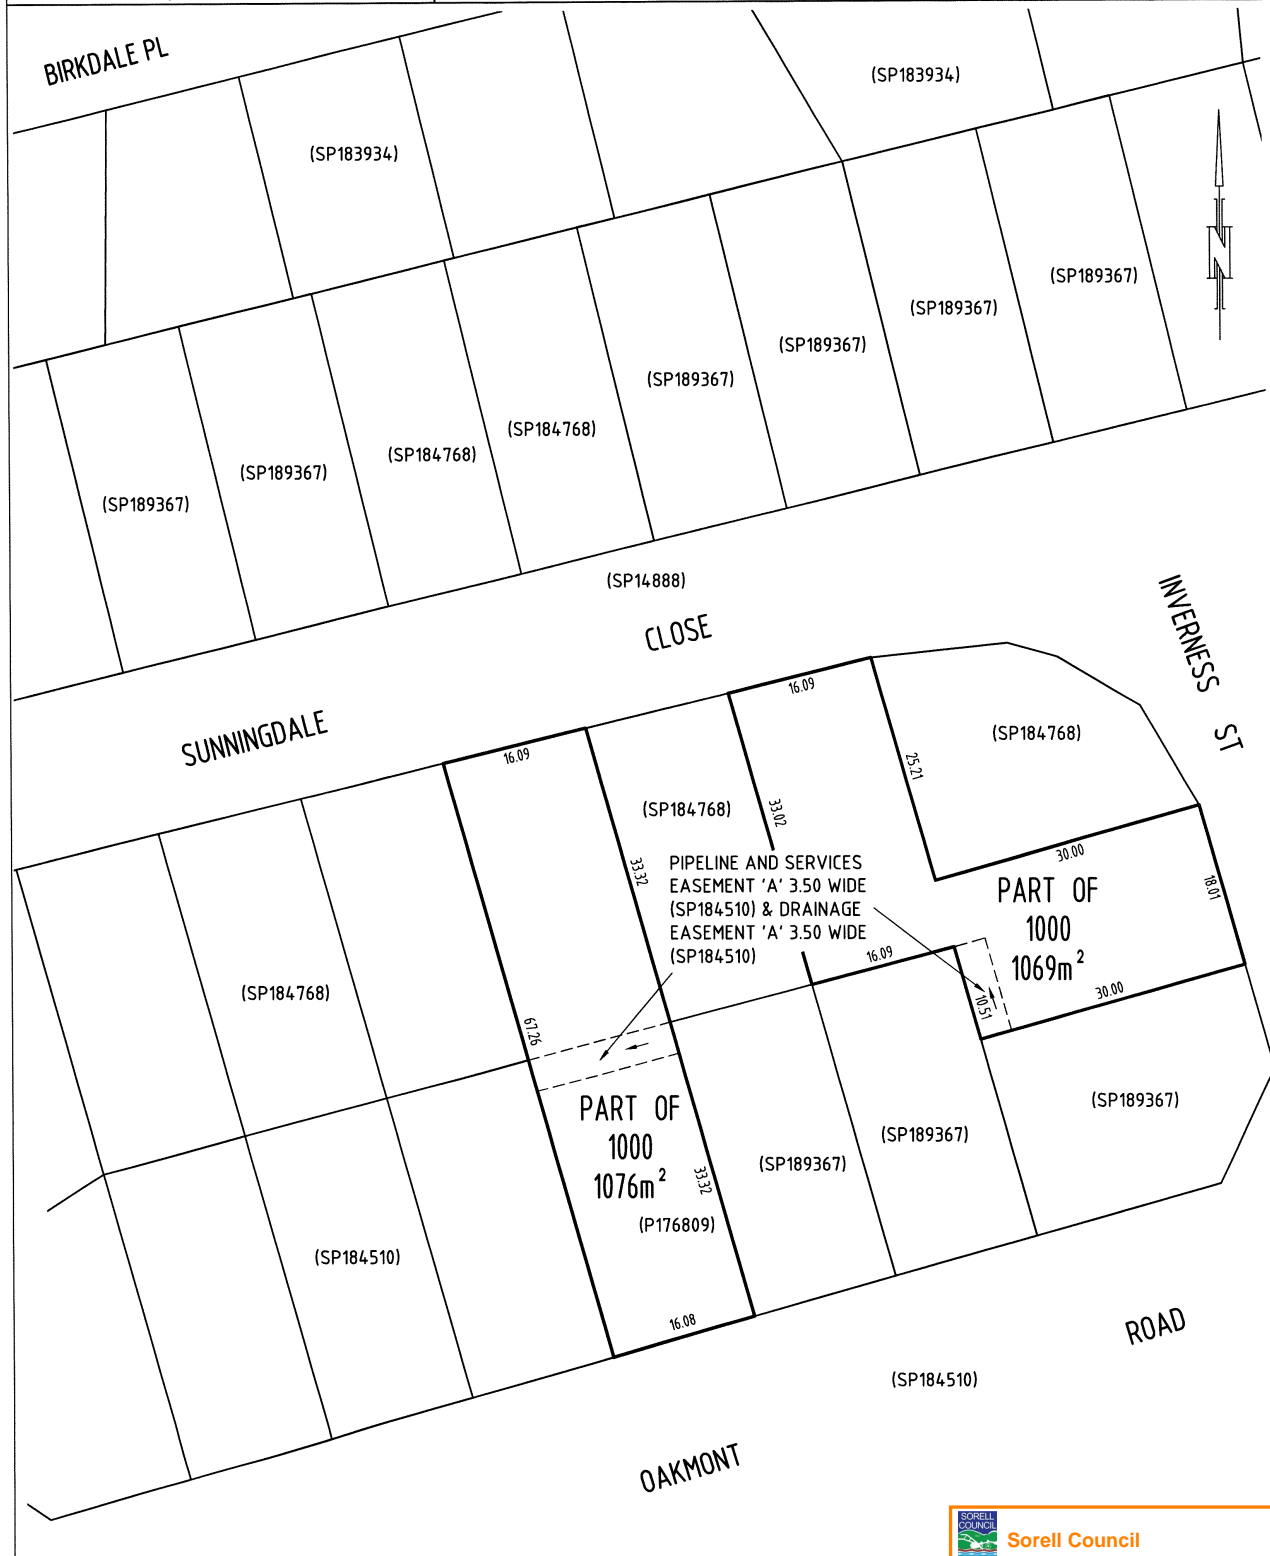 BIRKDALE PL
(SP183934)
(SP183934)
(SP189367)
(SP189367)
(SP189367)
(SP189367)
(SP184768)
(SP184768)
(SP189367)
(SP189367)
N
(SP14888)
SUNNINGDALE CLOSE
INVERNESS ST
16.09
16.09
(SP184768)
25.21
33.02
(SP184768)
33.32
30.00
18.01
PIPELINE AND SERVICES
EASEMENT 'A' 3.50 WIDE
(SP184510) & DRAINAGE
EASEMENT 'A' 3.50 WIDE
(SP184510)
PART OF
1000
1069m²
16.09
10.51
30.00
(SP184768)
67.26
PART OF
1000
1076m²
33.32
(P176809)
(SP189367)
(SP189367)
(SP189367)
(SP184510)
16.08
OAKMONT ROAD
(SP184510)
SORELL
COUNCIL
Sorell Council